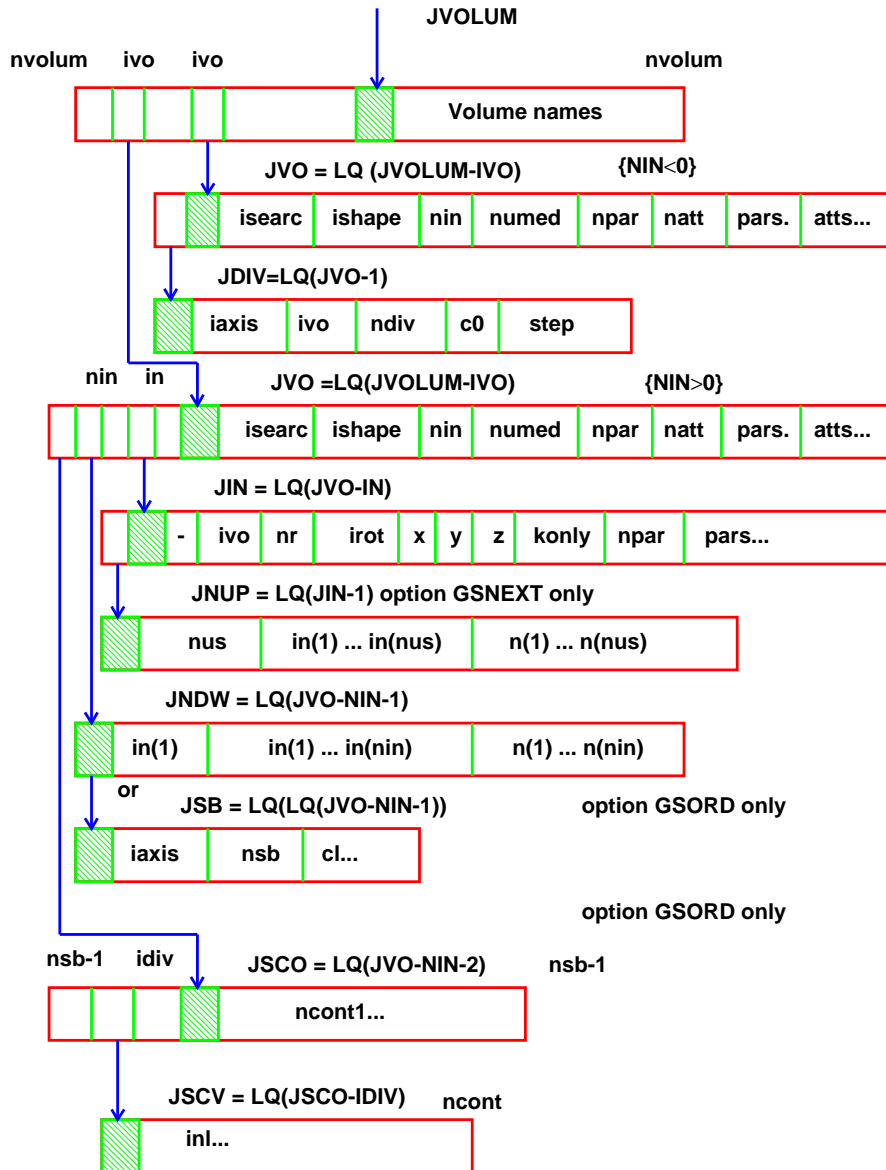 JVOLUM
nvolum ivo ivo nvolum
Volume names
JVO = LQ (JVOLUM-IVO) {NIN<0}
isearc ishape nin numed npar natt pars. atts...
JDIV=LQ(JVO-1)
iaxis ivo ndiv c0 step
nin in JVO =LQ(JVOLUM-IVO) {NIN>0}
isearc ishape nin numed npar natt pars. atts...
JIN = LQ(JVO-IN)
- ivo nr irot x y z konly npar pars...
JNUP = LQ(JIN-1) option GSNEXT only
nus in(1) ... in(nus) n(1) ... n(nus)
JNDW = LQ(JVO-NIN-1)
in(1) in(1) ... in(nin) n(1) ... n(nin)
or
JSB = LQ(LQ(JVO-NIN-1)) option GSORD only
iaxis nsb cl...
option GSORD only
nsb-1 idiv JSCO = LQ(JVO-NIN-2) nsb-1
ncont1...
JSCV = LQ(JSCO-IDIV) ncont
inl...